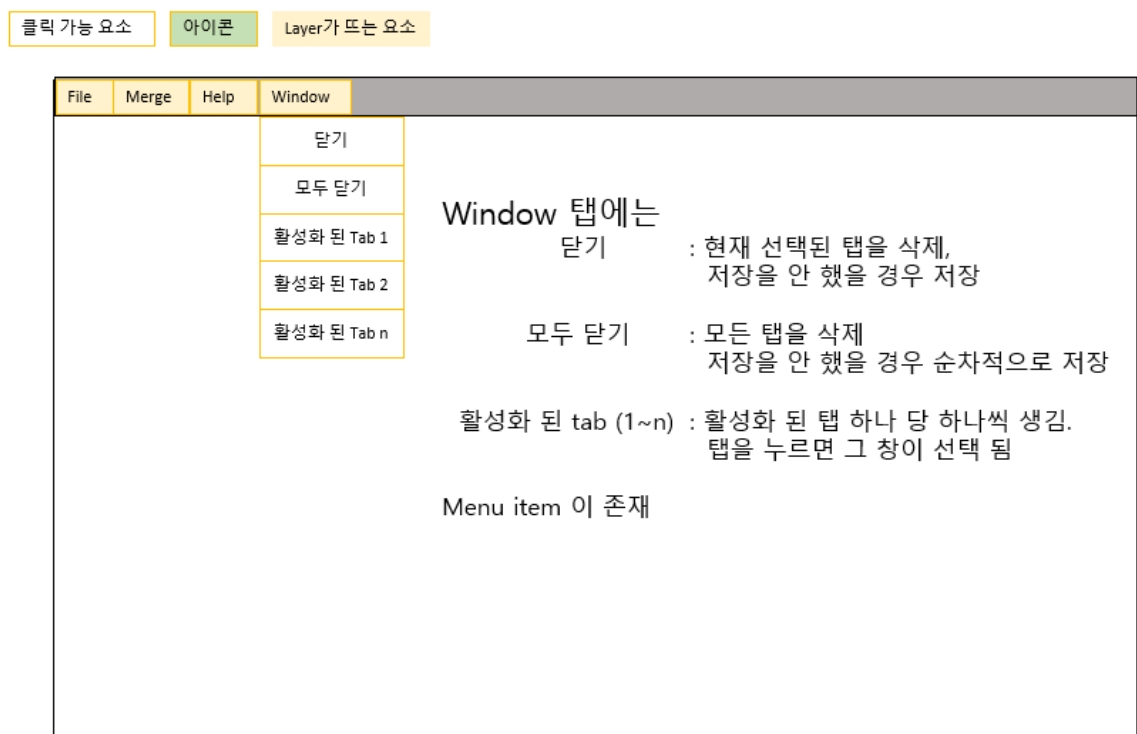 클릭 가능 요소 아이콘 Layer가 뜨는 요소
File Merge Help Window
닫기
모두 닫기
활성화 된 Tab 1
활성화 된 Tab 2
활성화 된 Tab n
Window 탭에는
닫기 : 현재 선택된 탭을 삭제,
저장을 안 했을 경우 저장
모두 닫기 : 모든 탭을 삭제
저장을 안 했을 경우 순차적으로 저장
활성화 된 tab (1~n) : 활성화 된 탭 하나 당 하나씩 생김.
탭을 누르면 그 창이 선택 됨
Menu item 이 존재